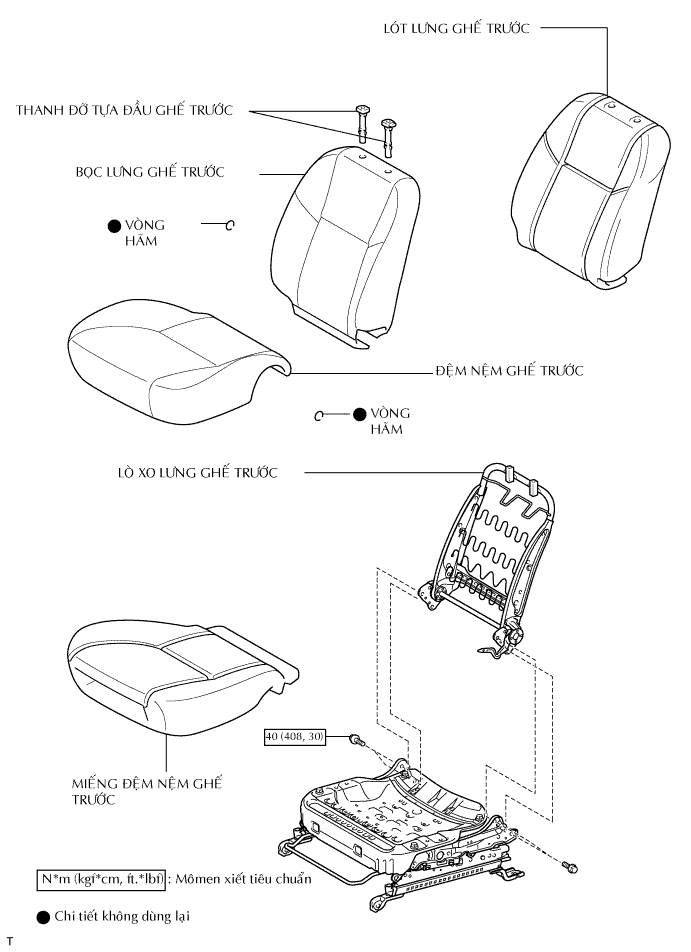 LÓT LƯNG GHẾ TRƯỚC
THANH ĐỠ TỰA ĐẦU GHẾ TRƯỚC
BỌC LƯNG GHẾ TRƯỚC
● VÒNG
HÃM
ĐỆM NỆM GHẾ TRƯỚC
● VÒNG
HÃM
LÒ XO LƯNG GHẾ TRƯỚC
40 (408, 30)
MIẾNG ĐỆM NỆM GHẾ
TRƯỚC
N*m (kgf*cm, ft.*lbf) : Mômen xiết tiêu chuẩn
● Chi tiết không dùng lại
T